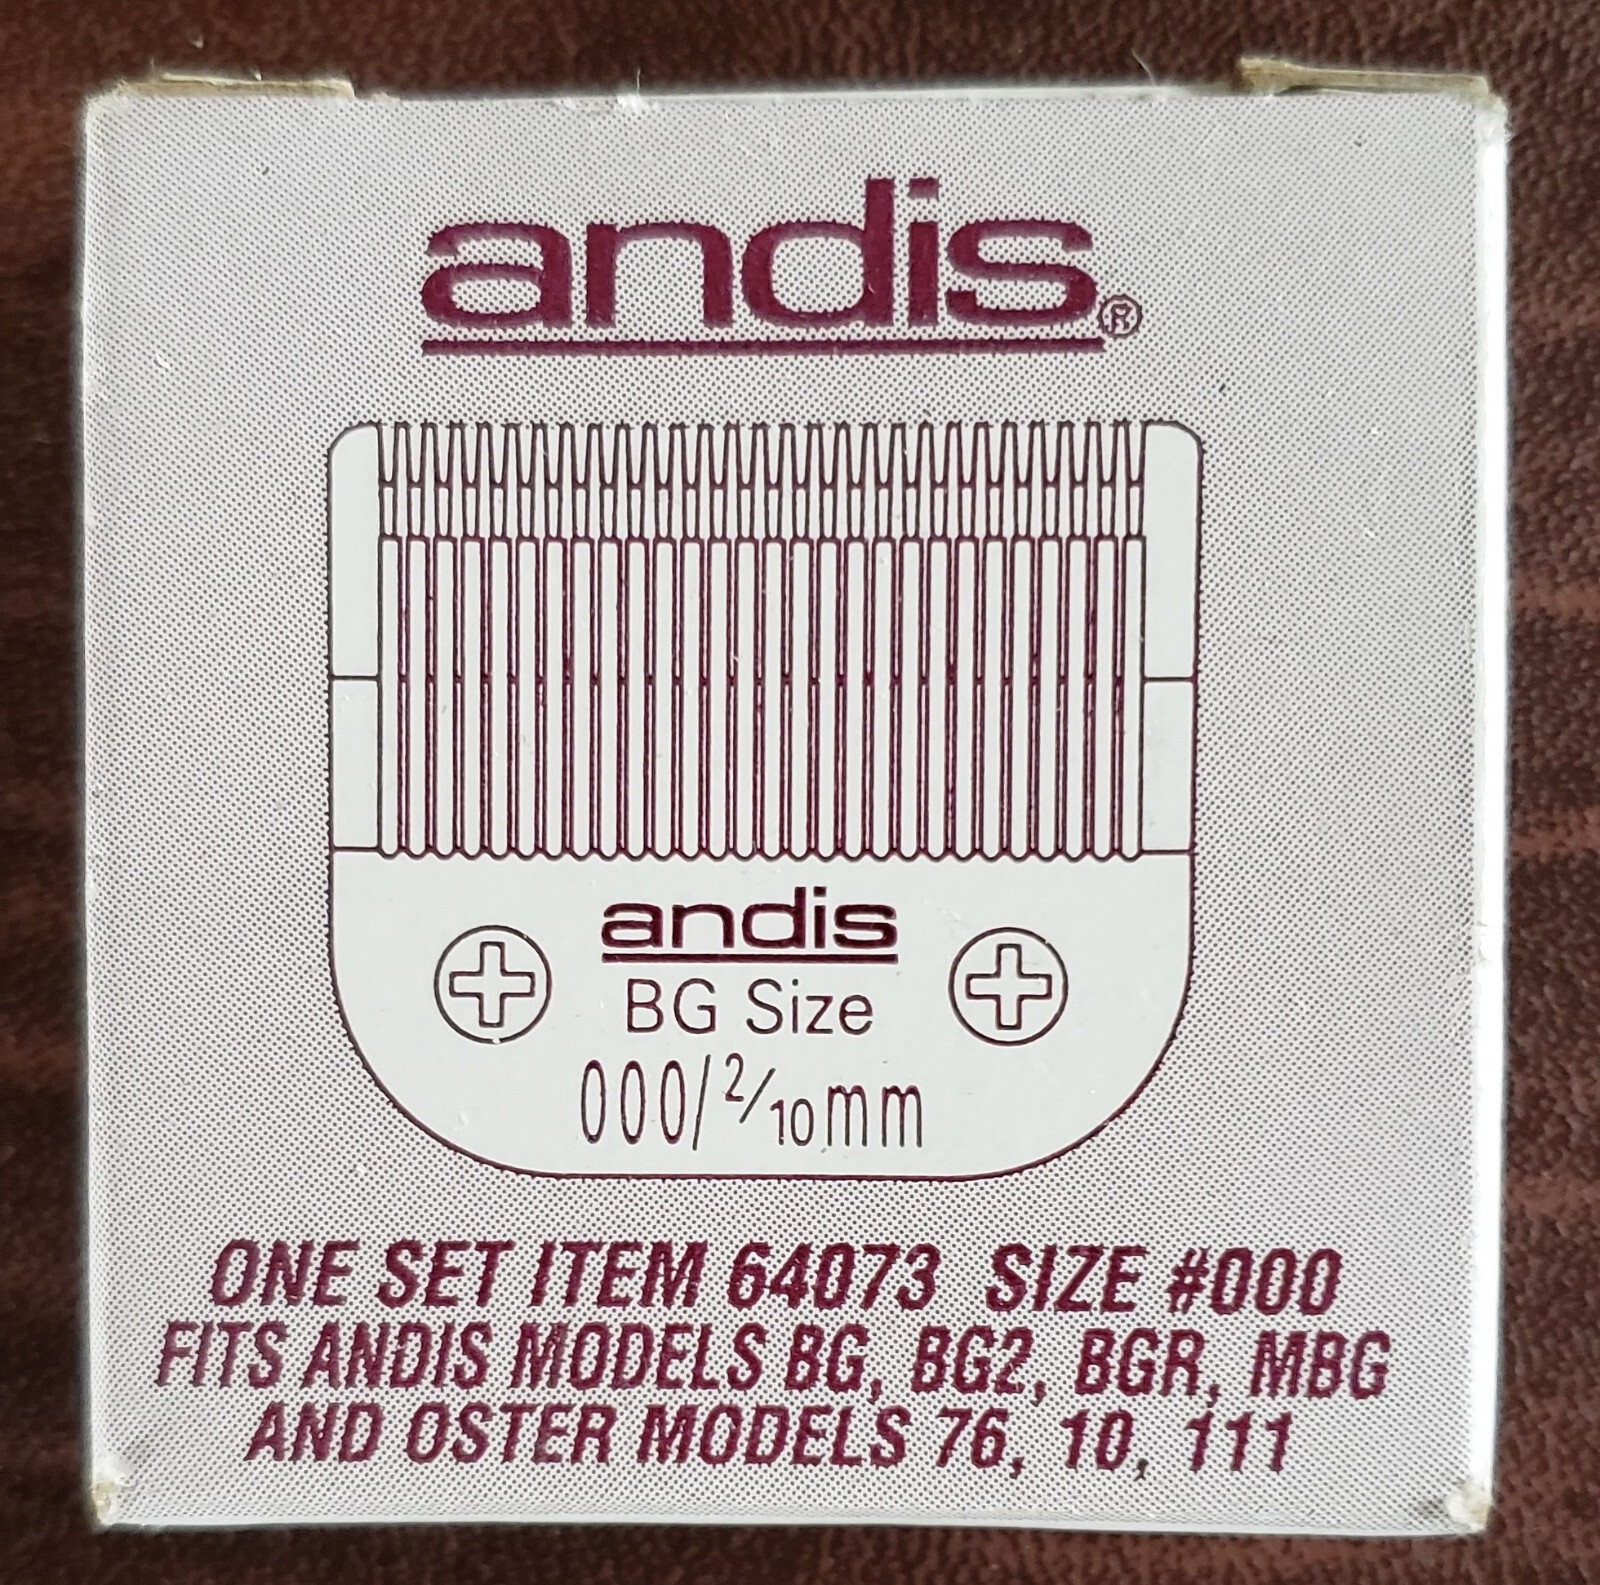 andis®
andis
BG Size
000/2/10mm
ONE SET ITEM 64073 SIZE #000
FITS ANDIS MODELS BG, BG2, BGR, MBG
AND OSTER MODELS 76, 10, 111